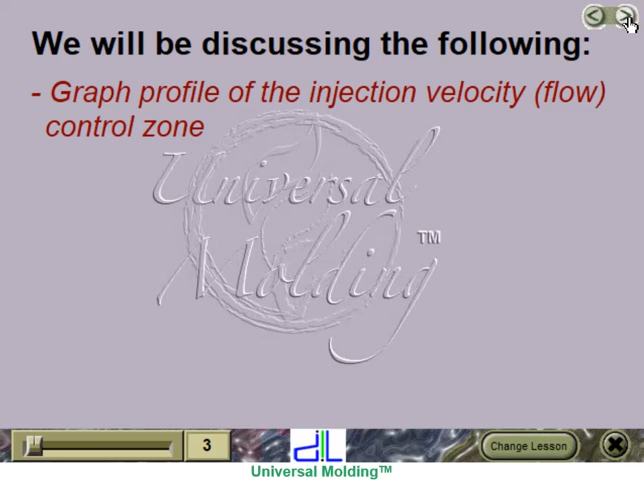 We will be discussing the following:
- Graph profile of the injection velocity (flow)
control zone
Universal
Molding
TM
3
diL
Change Lesson
Universal Molding™